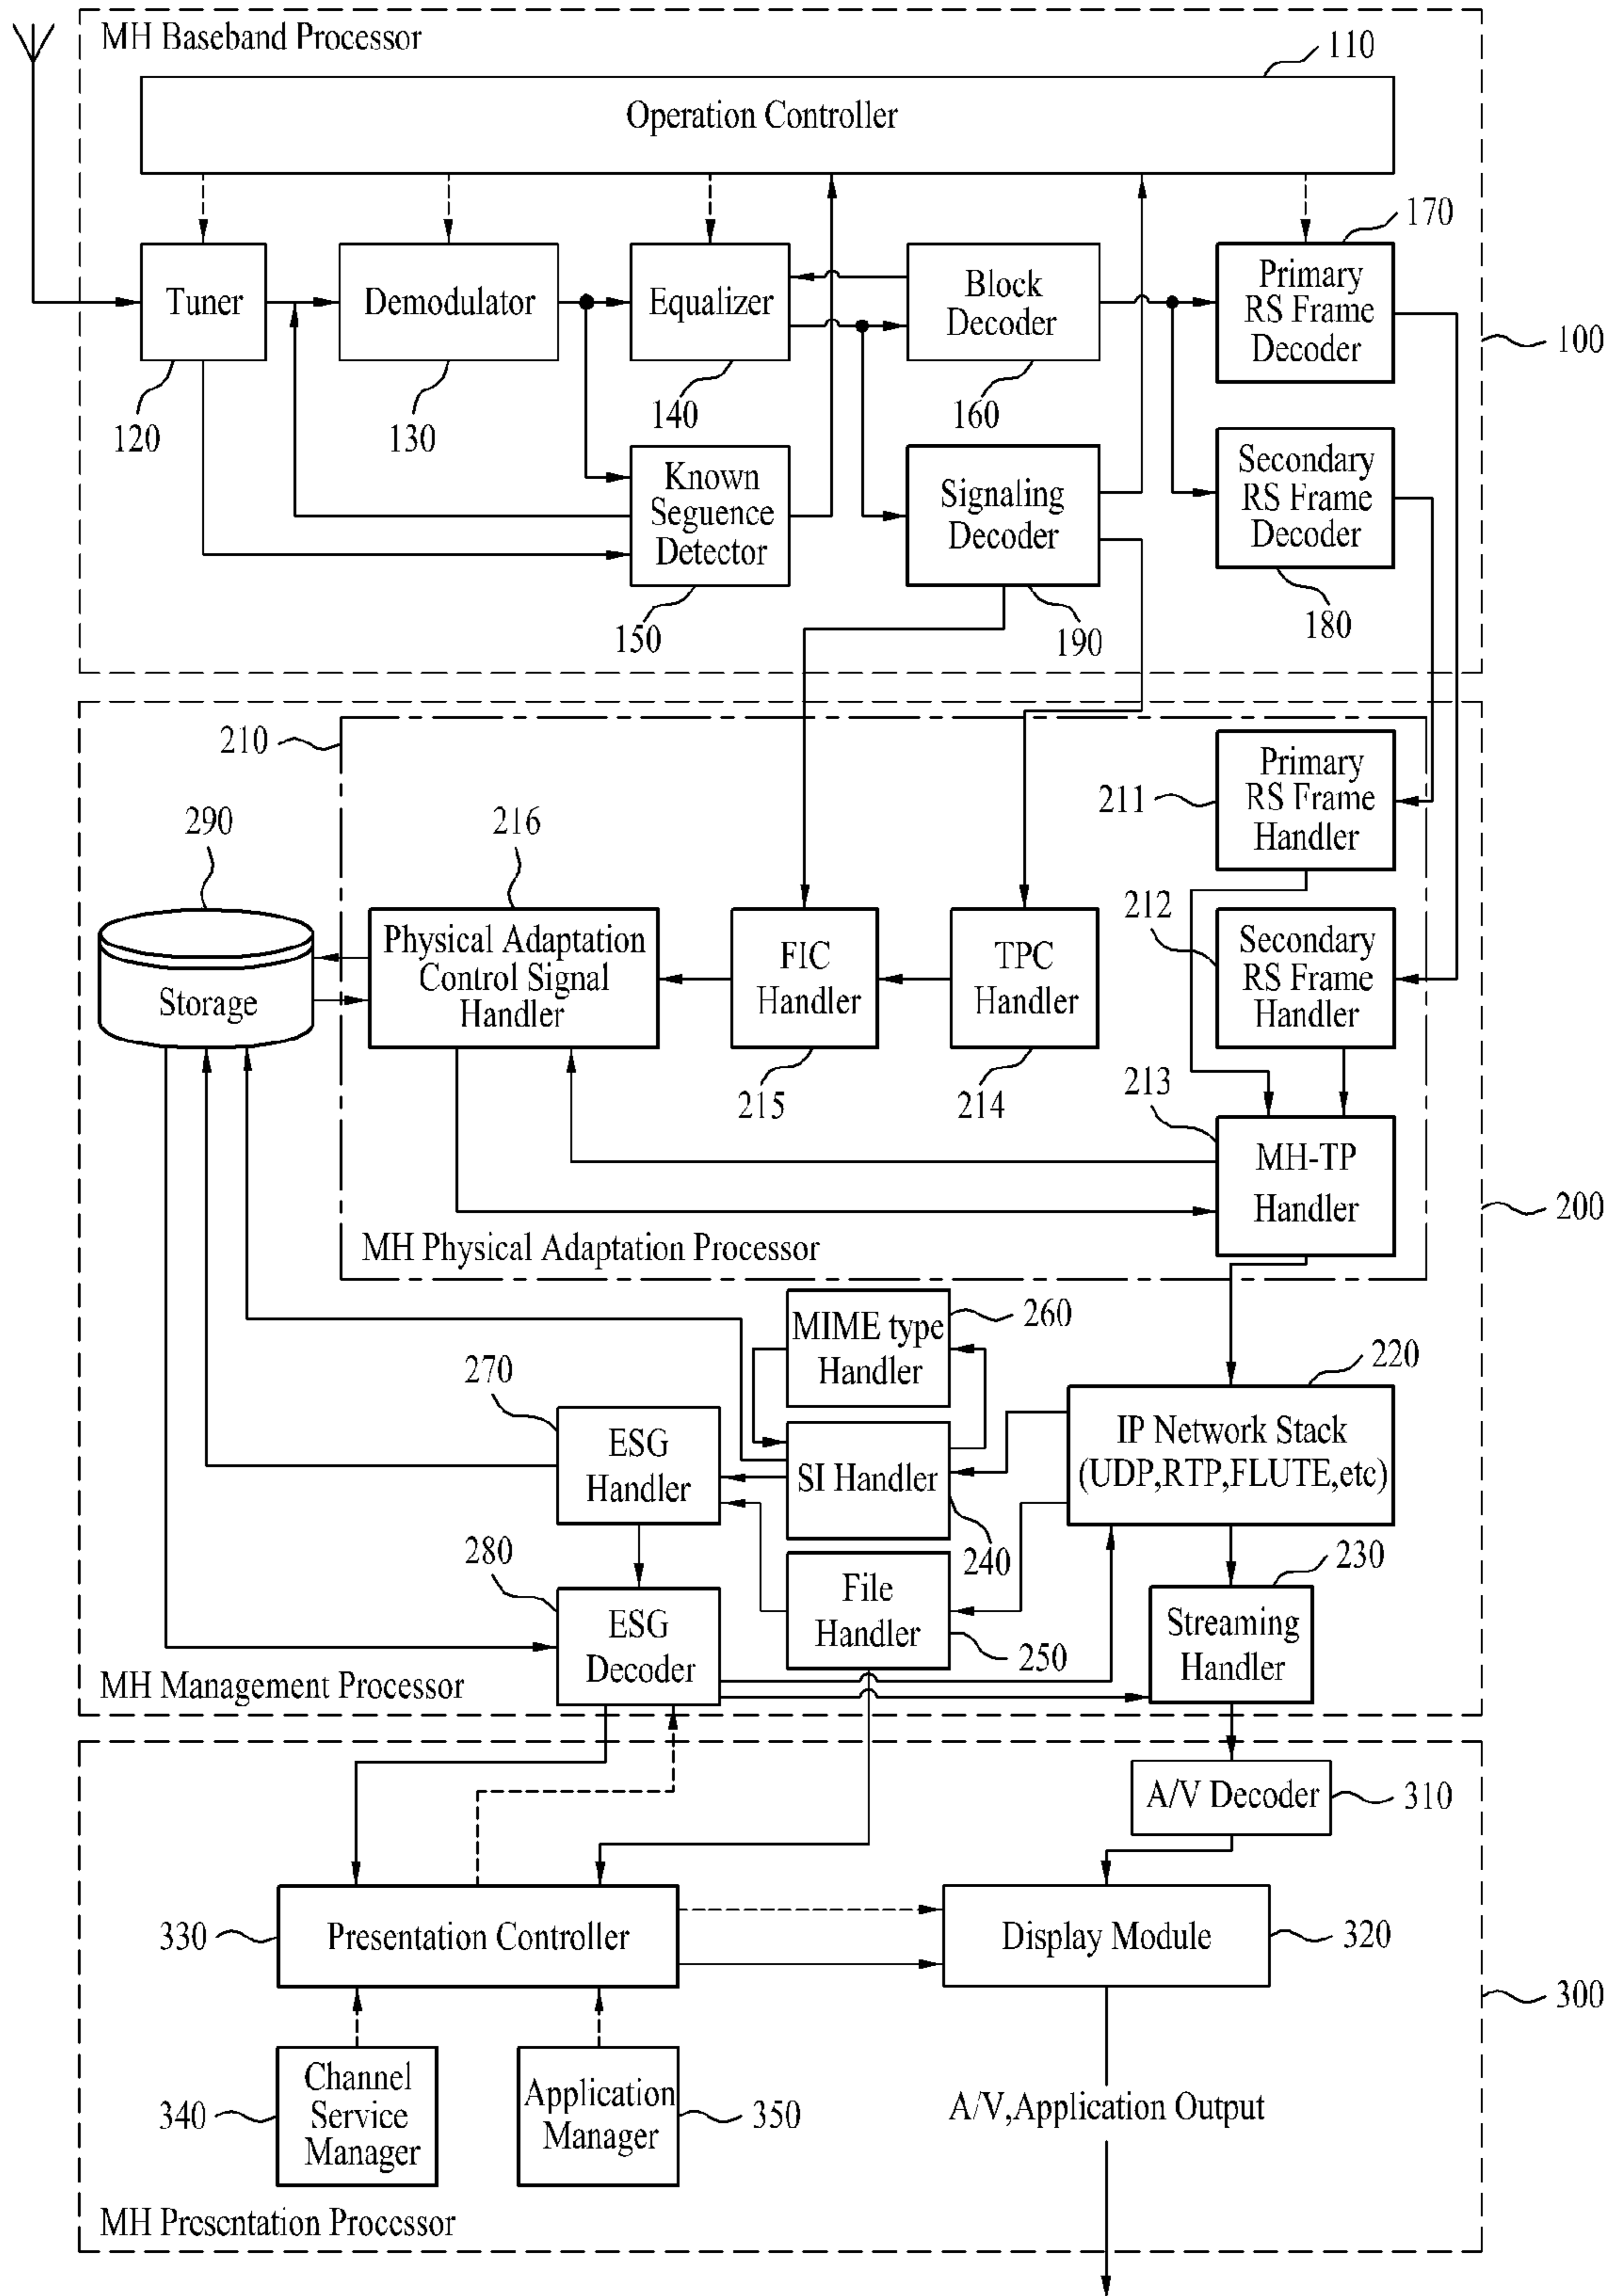 MH Baseband Processor
110
Operation Controller
170
Tuner
Demodulator
Equalizer
Block
Decoder
Primary
RS Frame
Decoder
100
120
130
140
160
Known
Seguence
Detector
Signaling
Decoder
Secondary
RS Frame
Decoder
150
190
180
210
Primary
RS Frame
Handler
211
290
216
212
Storage
Physical Adaptation
Control Signal
Handler
FIC
Handler
TPC
Handler
Secondary
RS Frame
Handler
215
214
213
MH-TP
Handler
200
MH Physical Adaptation Processor
MIME type
Handler
260
270
220
ESG
Handler
SI Handler
IP Network Stack
(UDP,RTP,FLUTE,etc)
280
240
230
ESG
Decoder
File
Handler
250
Streaming
Handler
MH Management Processor
A/V Decoder
310
330
Presentation Controller
Display Module
320
300
340
Channel
Service
Manager
Application
Manager
350
A/V,Application Output
MH Presentation Processor